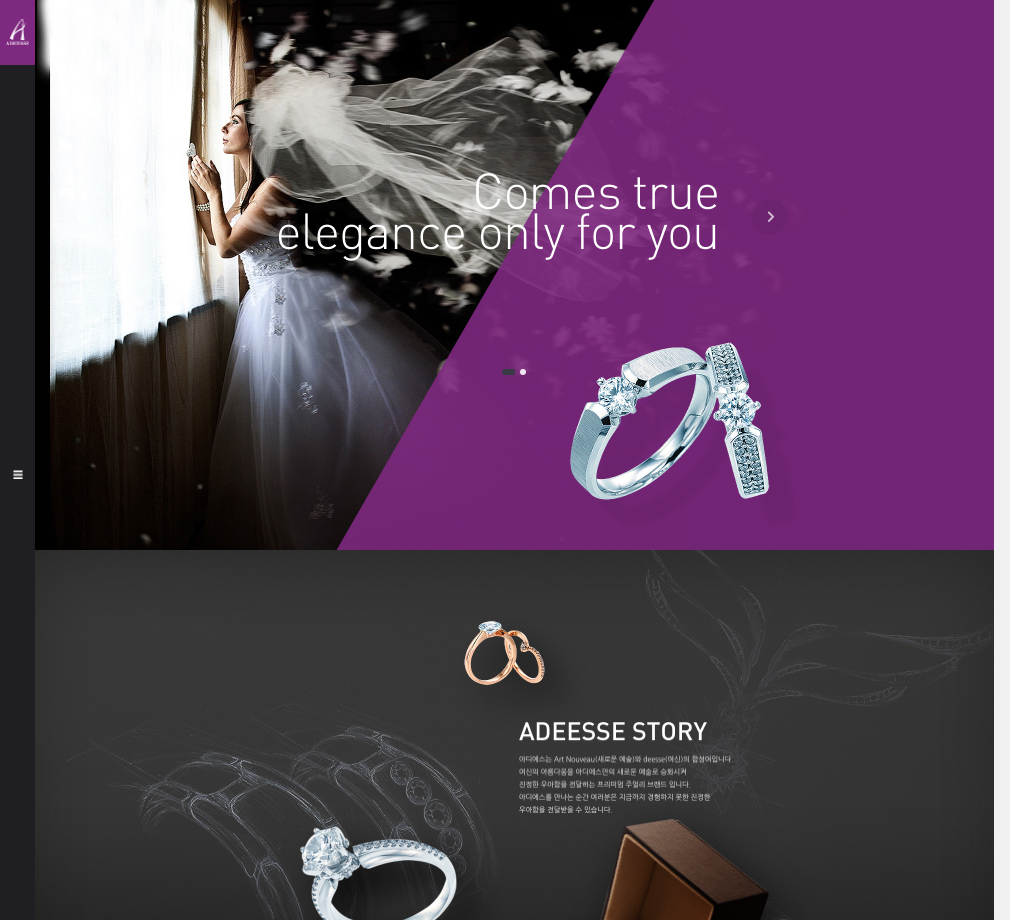 ADEESSE
Comes true
elegance only for you
ADEESSE STORY
아디에스는 Art Nouveau(새로운 예술)와 deesse(여신)의 합성어입니다.
여신의 아름다움을 아디에스만의 새로운 예술로 승화시켜
진정한 우아함을 전달하는 프리미엄 주얼리 브랜드 입니다.
아디에스를 만나는 순간 여러분은 지금까지 경험하지 못한 진정한
우아함을 전달받을 수 있습니다.